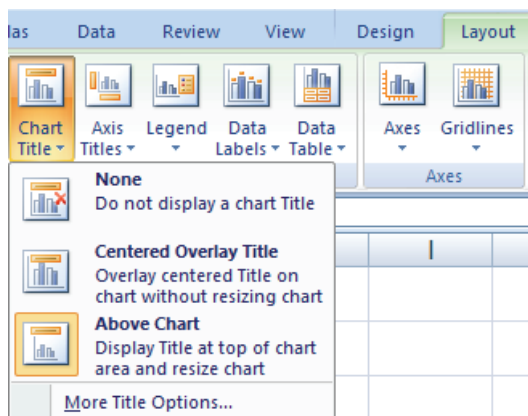 las Data Review View Design Layout
Chart Title Axis Titles Legend Data Labels Data Table Axes Gridlines
Axes
None
Do not display a chart Title
I
Centered Overlay Title
Overlay centered Title on
chart without resizing chart
Above Chart
Display Title at top of chart
area and resize chart
More Title Options...